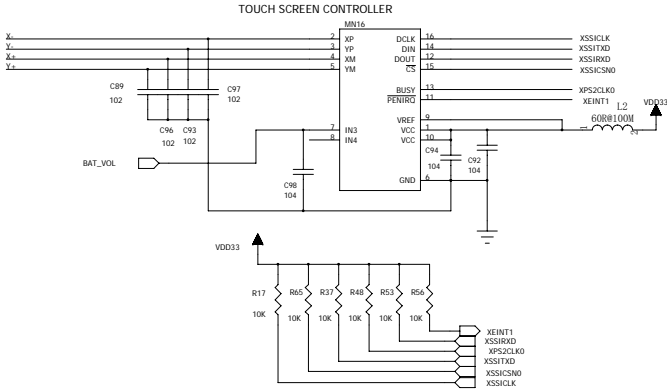 TOUCH SCREEN CONTROLLER
MN16
X- 2 XP DCLK 16 XSSICLK
Y- 3 YP DIN 14 XSSITXD
X+ 4 XM DOUT 12 XSSIRXD
Y+ 5 YM CS 15 XSSICSN0
BUSY 13 XPS2CLK0
PENIRQ 11 XEINT1
C89 C97
102 102
L2 VDD33
60R@100M
VREF 9
7 IN3 VCC 1 1 2
8 IN4 VCC 10
C96 C93
102 102
BAT_VOL
C94 C92
104 104
C98
104
GND 6
VDD33
R17 R65 R37 R48 R53 R56
10K 10K 10K 10K 10K 10K
XEINT1
XSSIRXD
XPS2CLK0
XSSITXD
XSSICSN0
XSSICLK